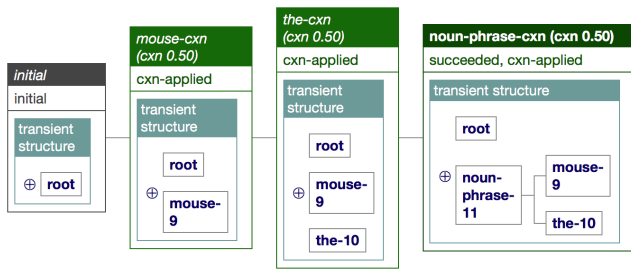 initial
initial
transient
structure
⊕ root
mouse-cxn
(cxn 0.50)
cxn-applied
transient
structure
root
⊕
mouse-
9
the-cxn
(cxn 0.50)
cxn-applied
transient
structure
root
⊕
mouse-
9
the-10
noun-phrase-cxn (cxn 0.50)
succeeded, cxn-applied
transient structure
root
⊕
noun-
phrase-
11
mouse-
9
the-10